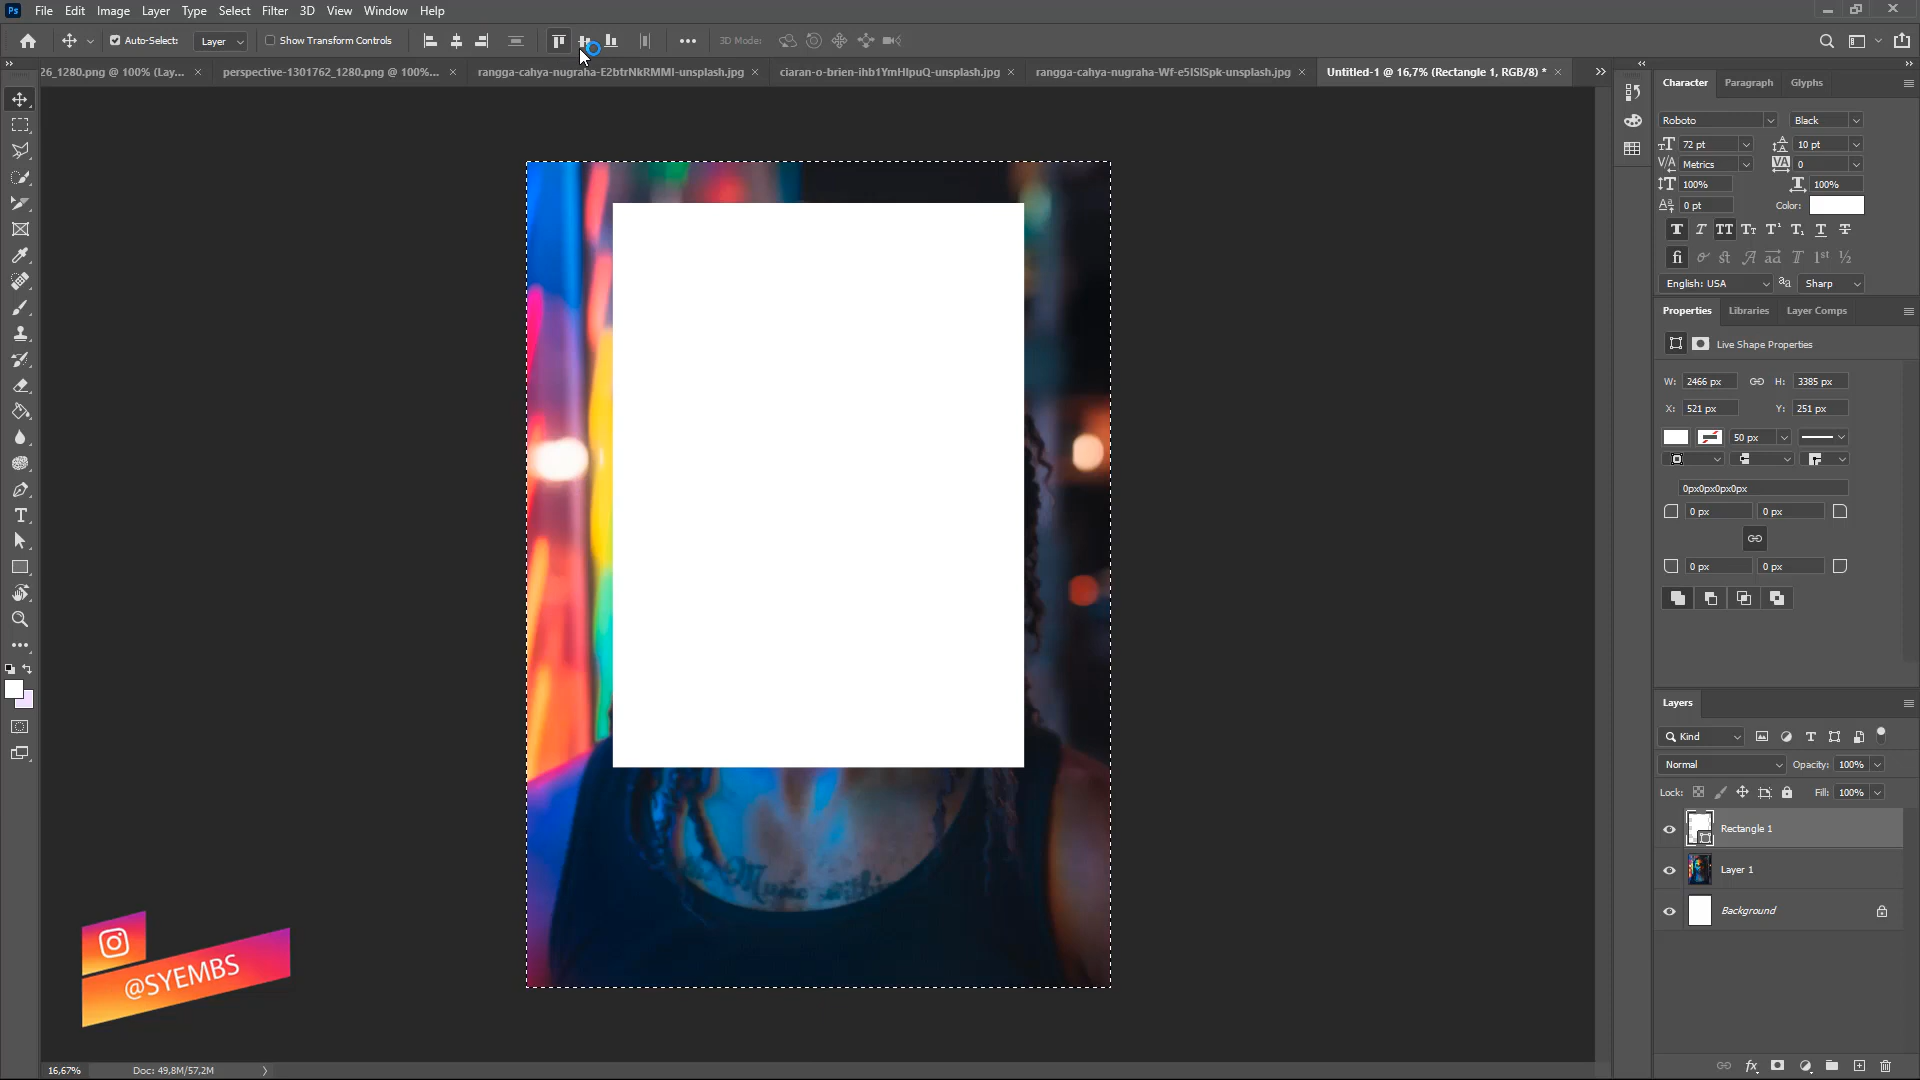 Ps File Edit Image Layer Type Select Filter 3D View Window Help
Auto-Select: Layer Show Transform Controls 3D Mode:
26_1280.png @ 100% (Lay... perspective-1301762_1280.png @ 100%... rangga-cahya-nugraha-E2btrNkRMMI-unsplash.jpg ciaran-o-brien-ihb1YmHIpuQ-unsplash.jpg rangga-cahya-nugraha-Wf-e5ISISpk-unsplash.jpg Untitled-1 @ 16,7% (Rectangle 1, RGB/8) *
Character Paragraph Glyphs
Roboto Black
72 pt 10 pt
Metrics 0
100% 100%
0 pt Color:
English: USA aa Sharp
Properties Libraries Layer Comps
Live Shape Properties
W: 2466 px H: 3385 px
X: 521 px Y: 251 px
50 px
0px0px0px0px
0 px 0 px
0 px 0 px
Layers
Kind
Normal Opacity: 100%
Lock: Fill: 100%
Rectangle 1
Layer 1
Background
@SYEMBS
16,67% Doc: 49,8M/57,2M